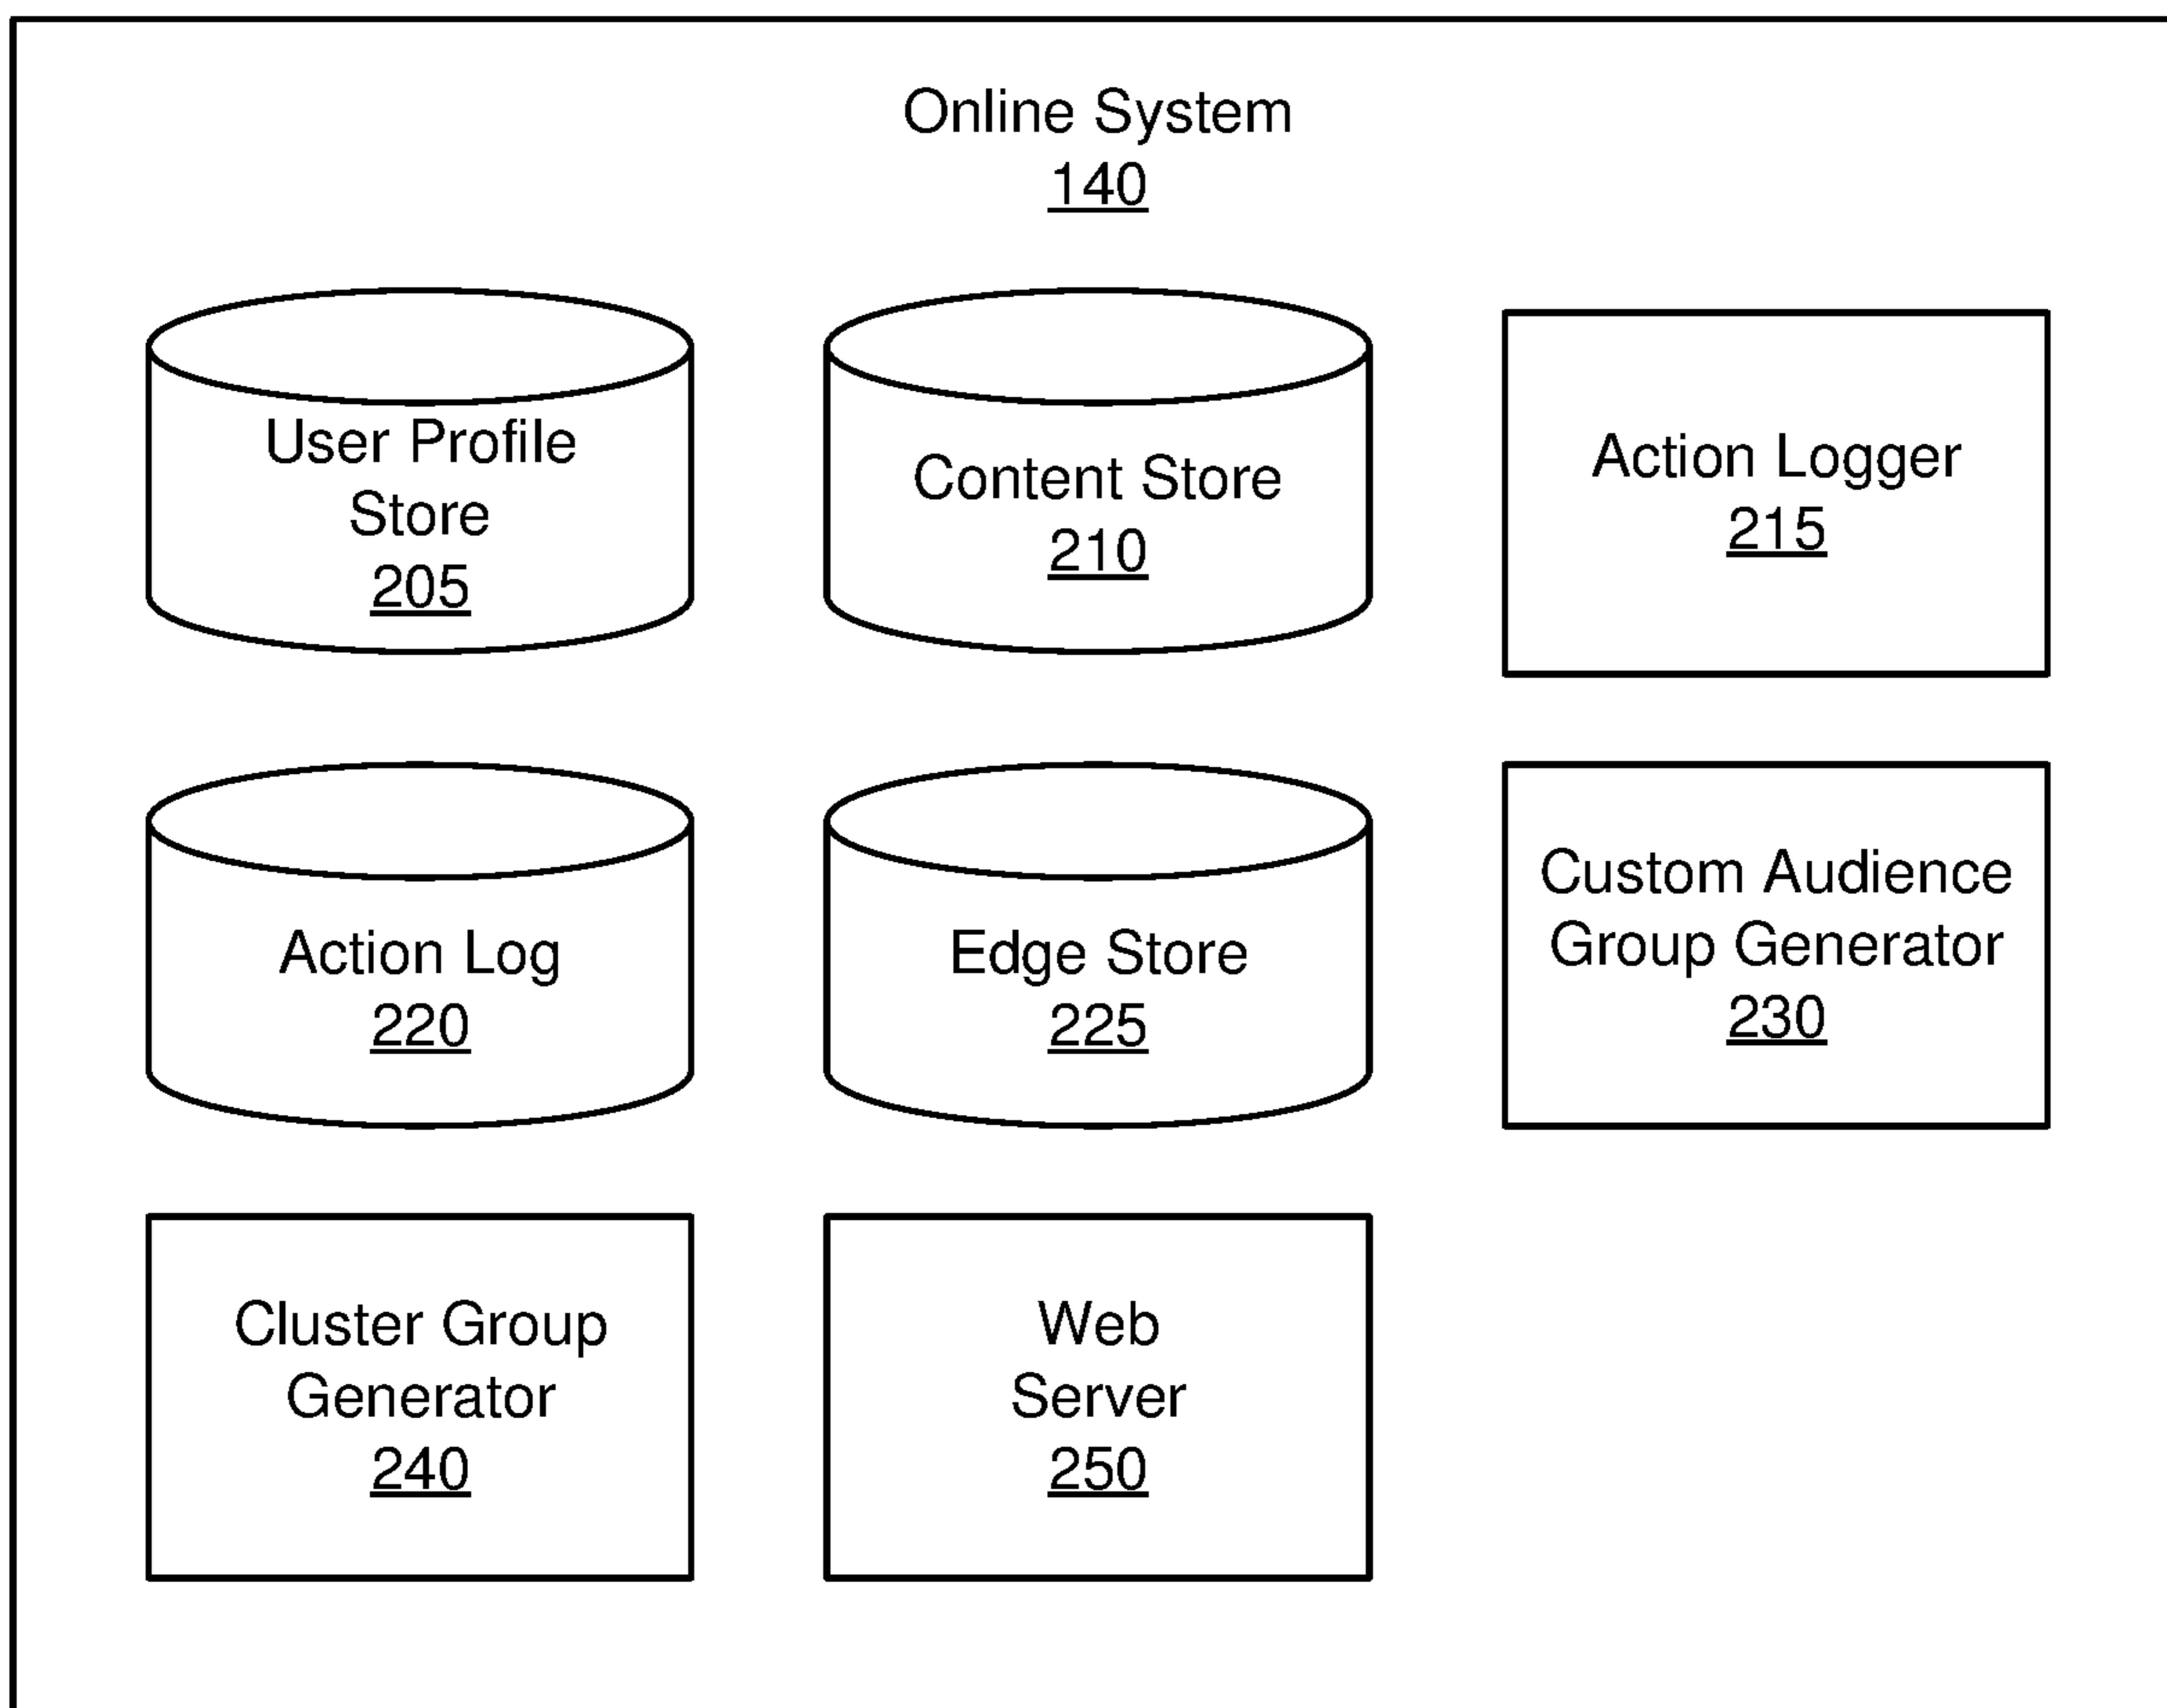 Online System
140
User Profile
Store
205
Content Store
210
Action Logger
215
Action Log
220
Edge Store
225
Custom Audience
Group Generator
230
Cluster Group
Generator
240
Web
Server
250